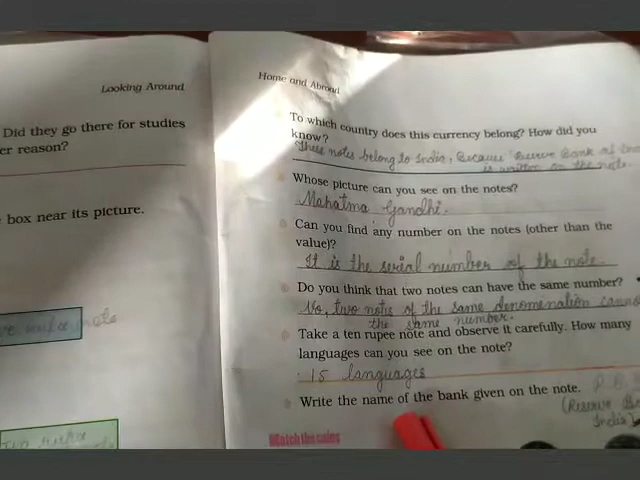 Looking Around
Did they go there for studies
er reason?
box near its picture.
note
Home and Abroad
To which country does this currency belong? How did you
know?
These notes belong to India, Because Reserve Bank of
is written on the note.
Whose picture can you see on the notes?
Mahatma Gandhi.
Can you find any number on the notes (other than the
value)?
It is the serial number of the note.
Do you think that two notes can have the same number?
No, two notes of the same denomenation
the same number.
Take a ten rupee note and observe it carefully. How many
languages can you see on the note?
15 languages
Write the name of the bank given on the note. R.B.
(Reserve
India)
Match the coins